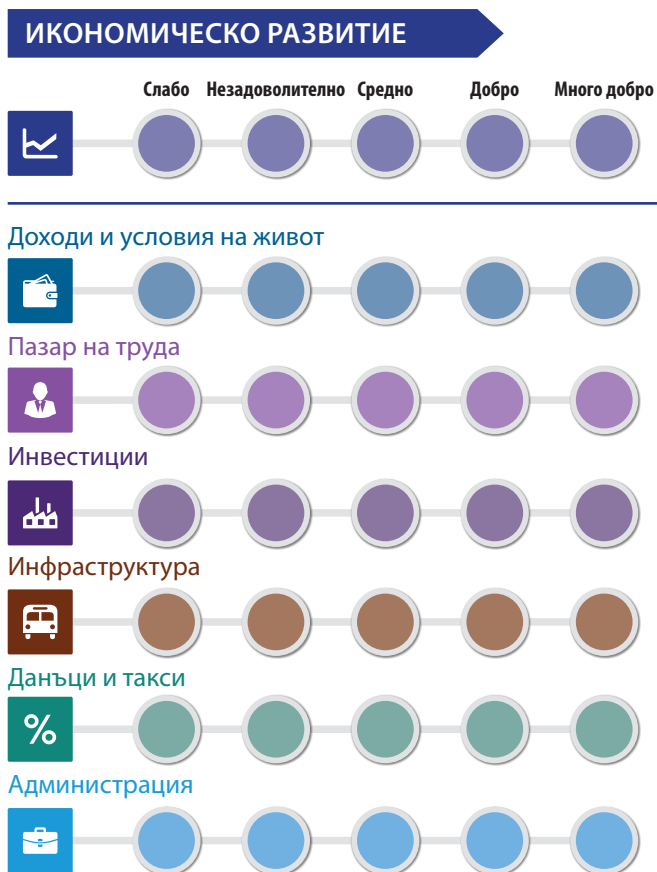 ИКОНОМИЧЕСКО РАЗВИТИЕ
Слабо Незадоволително Средно Добро Много добро
Доходи и условия на живот
Пазар на труда
Инвестиции
Инфраструктура
Данъци и такси
%
Администрация